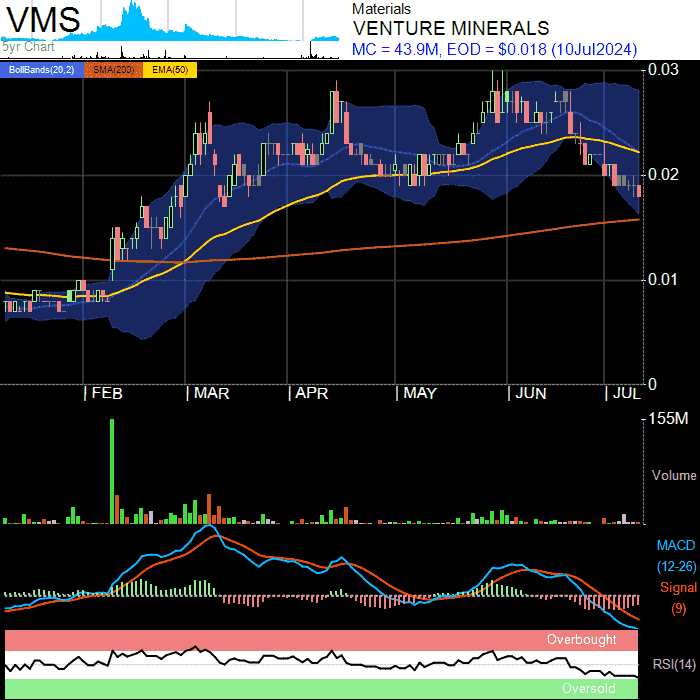 VMS
5yr Chart
Materials
VENTURE MINERALS
MC = 43.9M, EOD = $0.018 (10Jul2024)
BollBands(20,2) SMA(200) EMA(50)
0.03
0.02
0.01
0
FEB MAR APR MAY JUN JUL
155M
Volume
MACD
(12-26)
Signal
(9)
Overbought
RSI(14)
Oversold